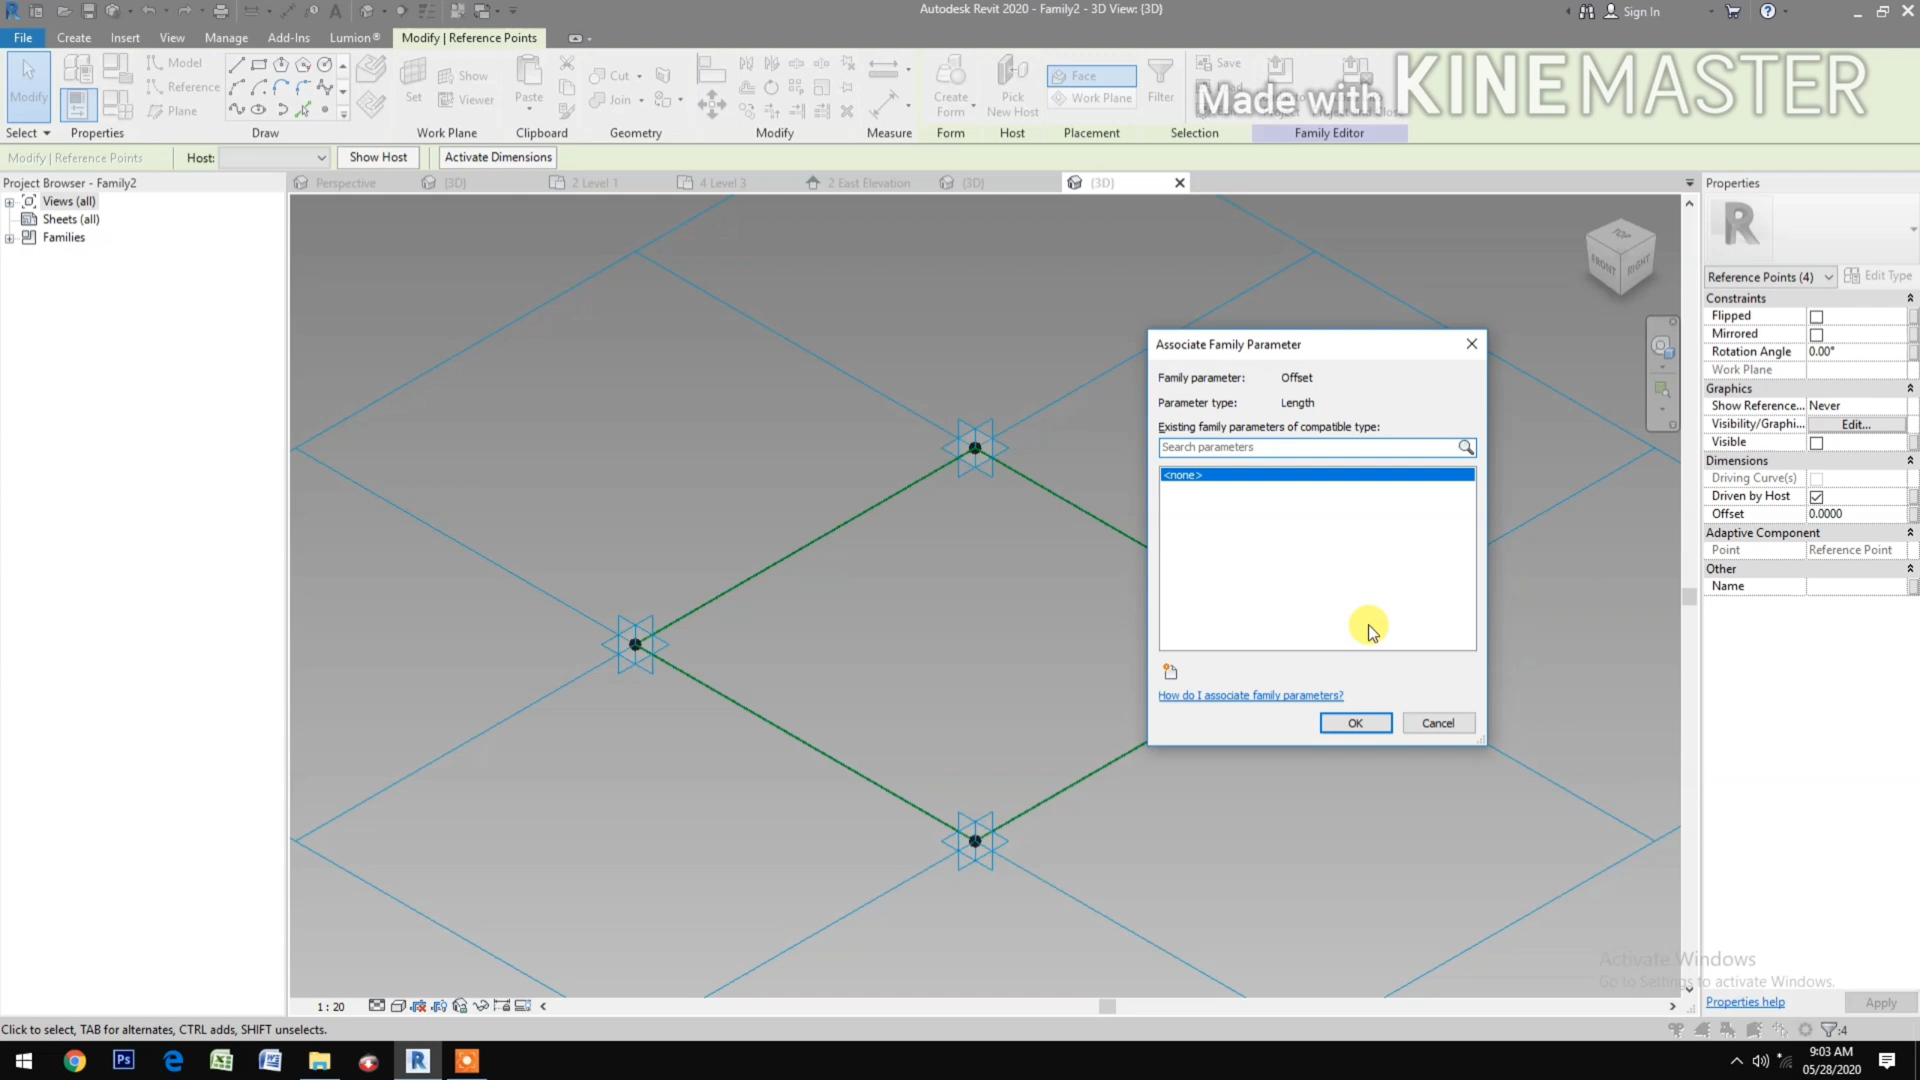 Autodesk Revit 2020 - Family2 - 3D View: {3D}
Sign In
File Create Insert View Manage Add-Ins Lumion® Modify | Reference Points
Modify
Model
Reference
Plane
Set
Show
Viewer
Paste
Cut
Join
Create Form
Pick New Host
Face
Work Plane
Filter
Save
Made with KINEMASTER
Select Properties Draw Work Plane Clipboard Geometry Modify Measure Form Host Placement Selection Family Editor
Modify | Reference Points Host: Show Host Activate Dimensions
Project Browser - Family2
Perspective {3D} 2 Level 1 4 Level 3 2 East Elevation {3D} {3D}
Properties
Views (all)
Sheets (all)
Families
TOP
FRONT
RIGHT
R
Reference Points (4) Edit Type
Constraints
Flipped
Mirrored
Rotation Angle 0.00°
Work Plane
Graphics
Show Reference... Never
Visibility/Graphi... Edit...
Visible
Dimensions
Driving Curve(s)
Driven by Host
Offset 0.0000
Adaptive Component
Point Reference Point
Other
Name
Associate Family Parameter
Family parameter: Offset
Parameter type: Length
Existing family parameters of compatible type:
Search parameters
<none>
How do I associate family parameters?
OK Cancel
Activate Windows
Go to Settings to activate Windows.
Properties help Apply
1 : 20
Click to select, TAB for alternates, CTRL adds, SHIFT unselects.
:4
9:03 AM
05/28/2020